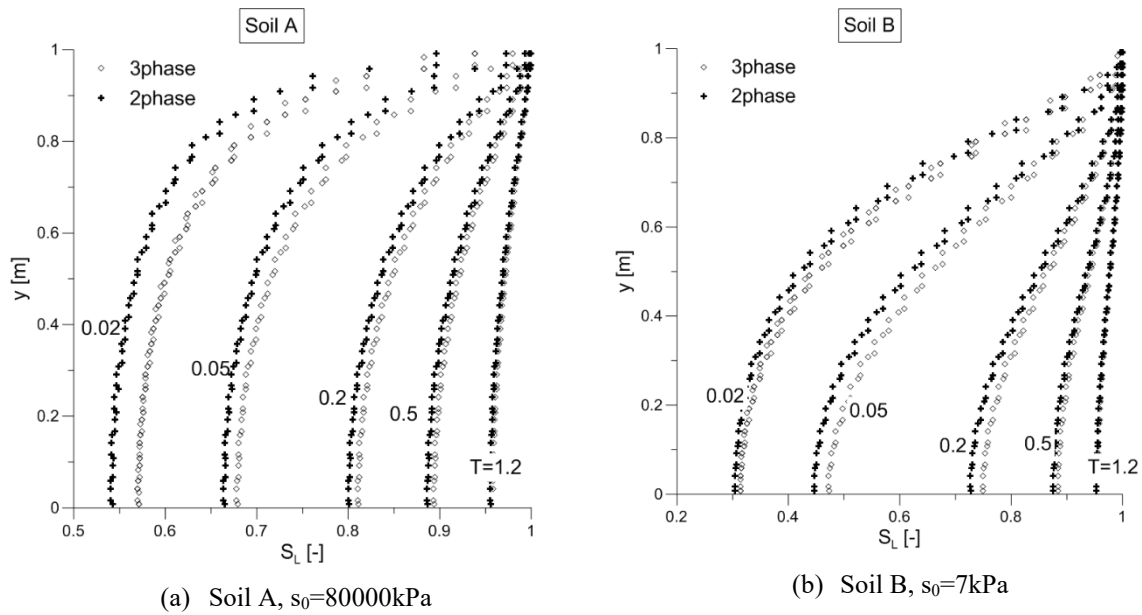 Soil A
3phase
2phase
1
0.8
0.6
0.4
0.2
0
y [m]
0.02
0.05
0.2
0.5
T=1.2
0.5
0.6
0.7
0.8
0.9
1
S_L [-]
(a) Soil A, s₀=80000kPa
Soil B
3phase
2phase
1
0.8
0.6
0.4
0.2
0
y [m]
0.02
0.05
0.2
0.5
T=1.2
0.2
0.4
0.6
0.8
1
S_L [-]
(b) Soil B, s₀=7kPa